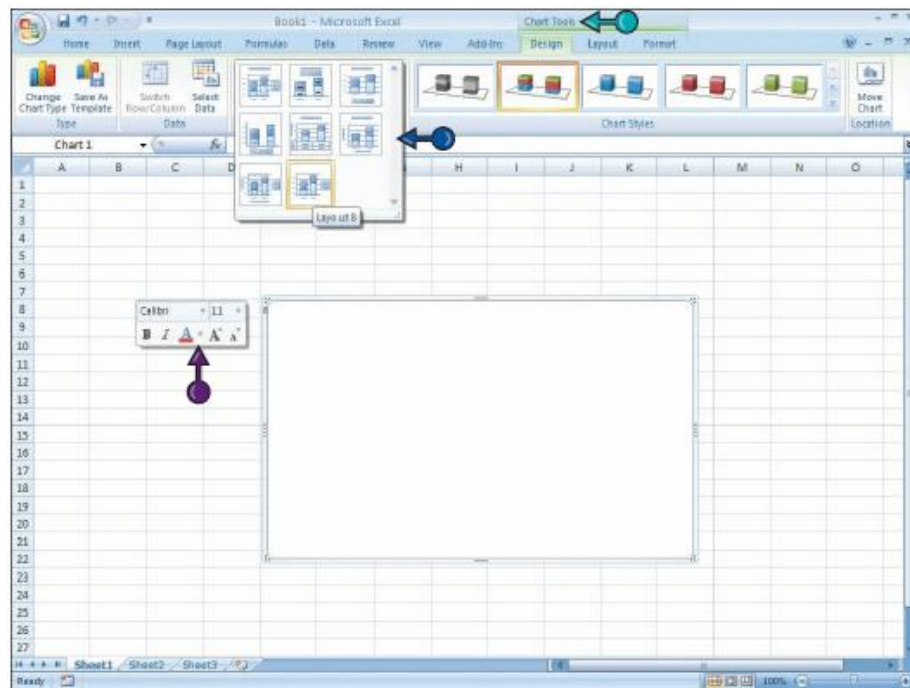 Book1 - Microsoft Excel
Chart Tools
Home Insert Page Layout Formulas Data Review View Add-Ins Design Layout Format
Change Save As Switch Select Move
Chart Type Template Row/Column Data Chart
Type Data Chart Styles Location
Chart 1 fx
A B C D H I J K L M N O
1
2
3
Layout 8
4
5
6
7
8
Calibri 11
9
B I A A A
10
11
12
13
14
15
16
17
18
19
20
21
22
23
24
25
26
27
Sheet1 Sheet2 Sheet3
Ready 100%